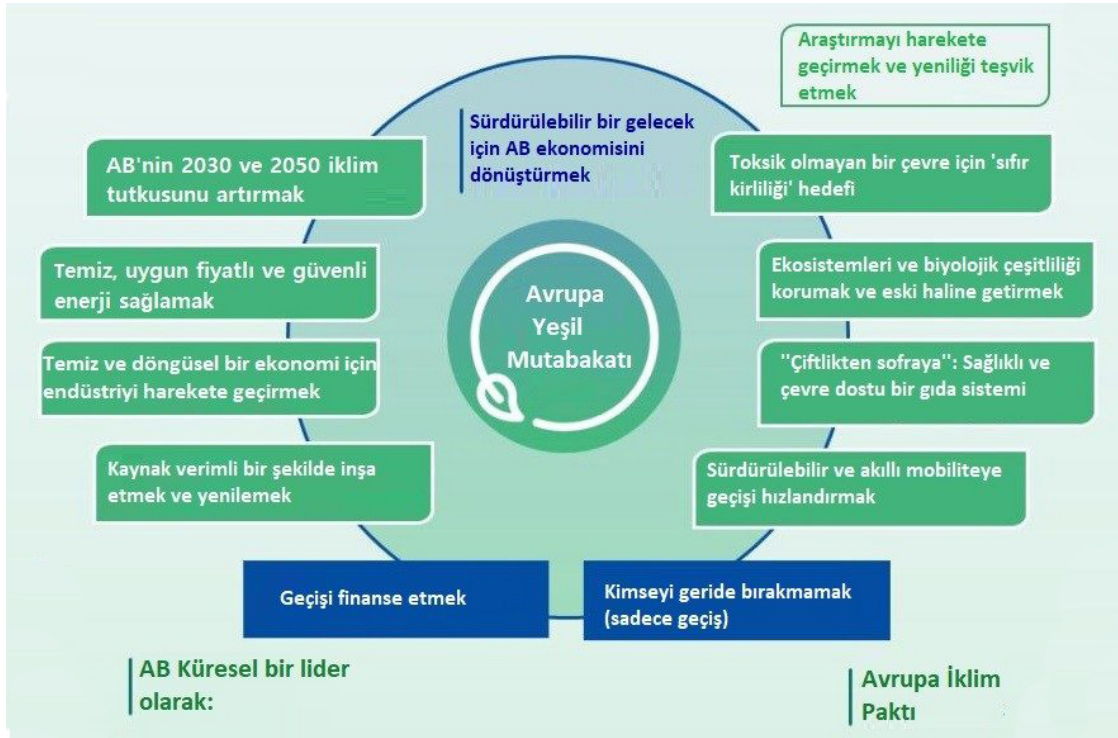 Araştırmayı harekete
geçirmek ve yeniliği teşvik
etmek
Sürdürülebilir bir gelecek
için AB ekonomisini
dönüştürmek
AB'nin 2030 ve 2050 iklim
tutkusunu artırmak
Toksik olmayan bir çevre için 'sıfır
kirliliği' hedefi
Temiz, uygun fiyatlı ve güvenli
enerji sağlamak
Ekosistemleri ve biyolojik çeşitliliği
korumak ve eski haline getirmek
Avrupa
Yeşil
Mutabakatı
Temiz ve döngüsel bir ekonomi için
endüstriyi harekete geçirmek
''Çiftlikten sofraya'': Sağlıklı ve
çevre dostu bir gıda sistemi
Kaynak verimli bir şekilde inşa
etmek ve yenilemek
Sürdürülebilir ve akıllı mobiliteye
geçişi hızlandırmak
Geçişi finanse etmek
Kimseyi geride bırakmamak
(sadece geçiş)
AB Küresel bir lider
olarak:
Avrupa İklim
Paktı